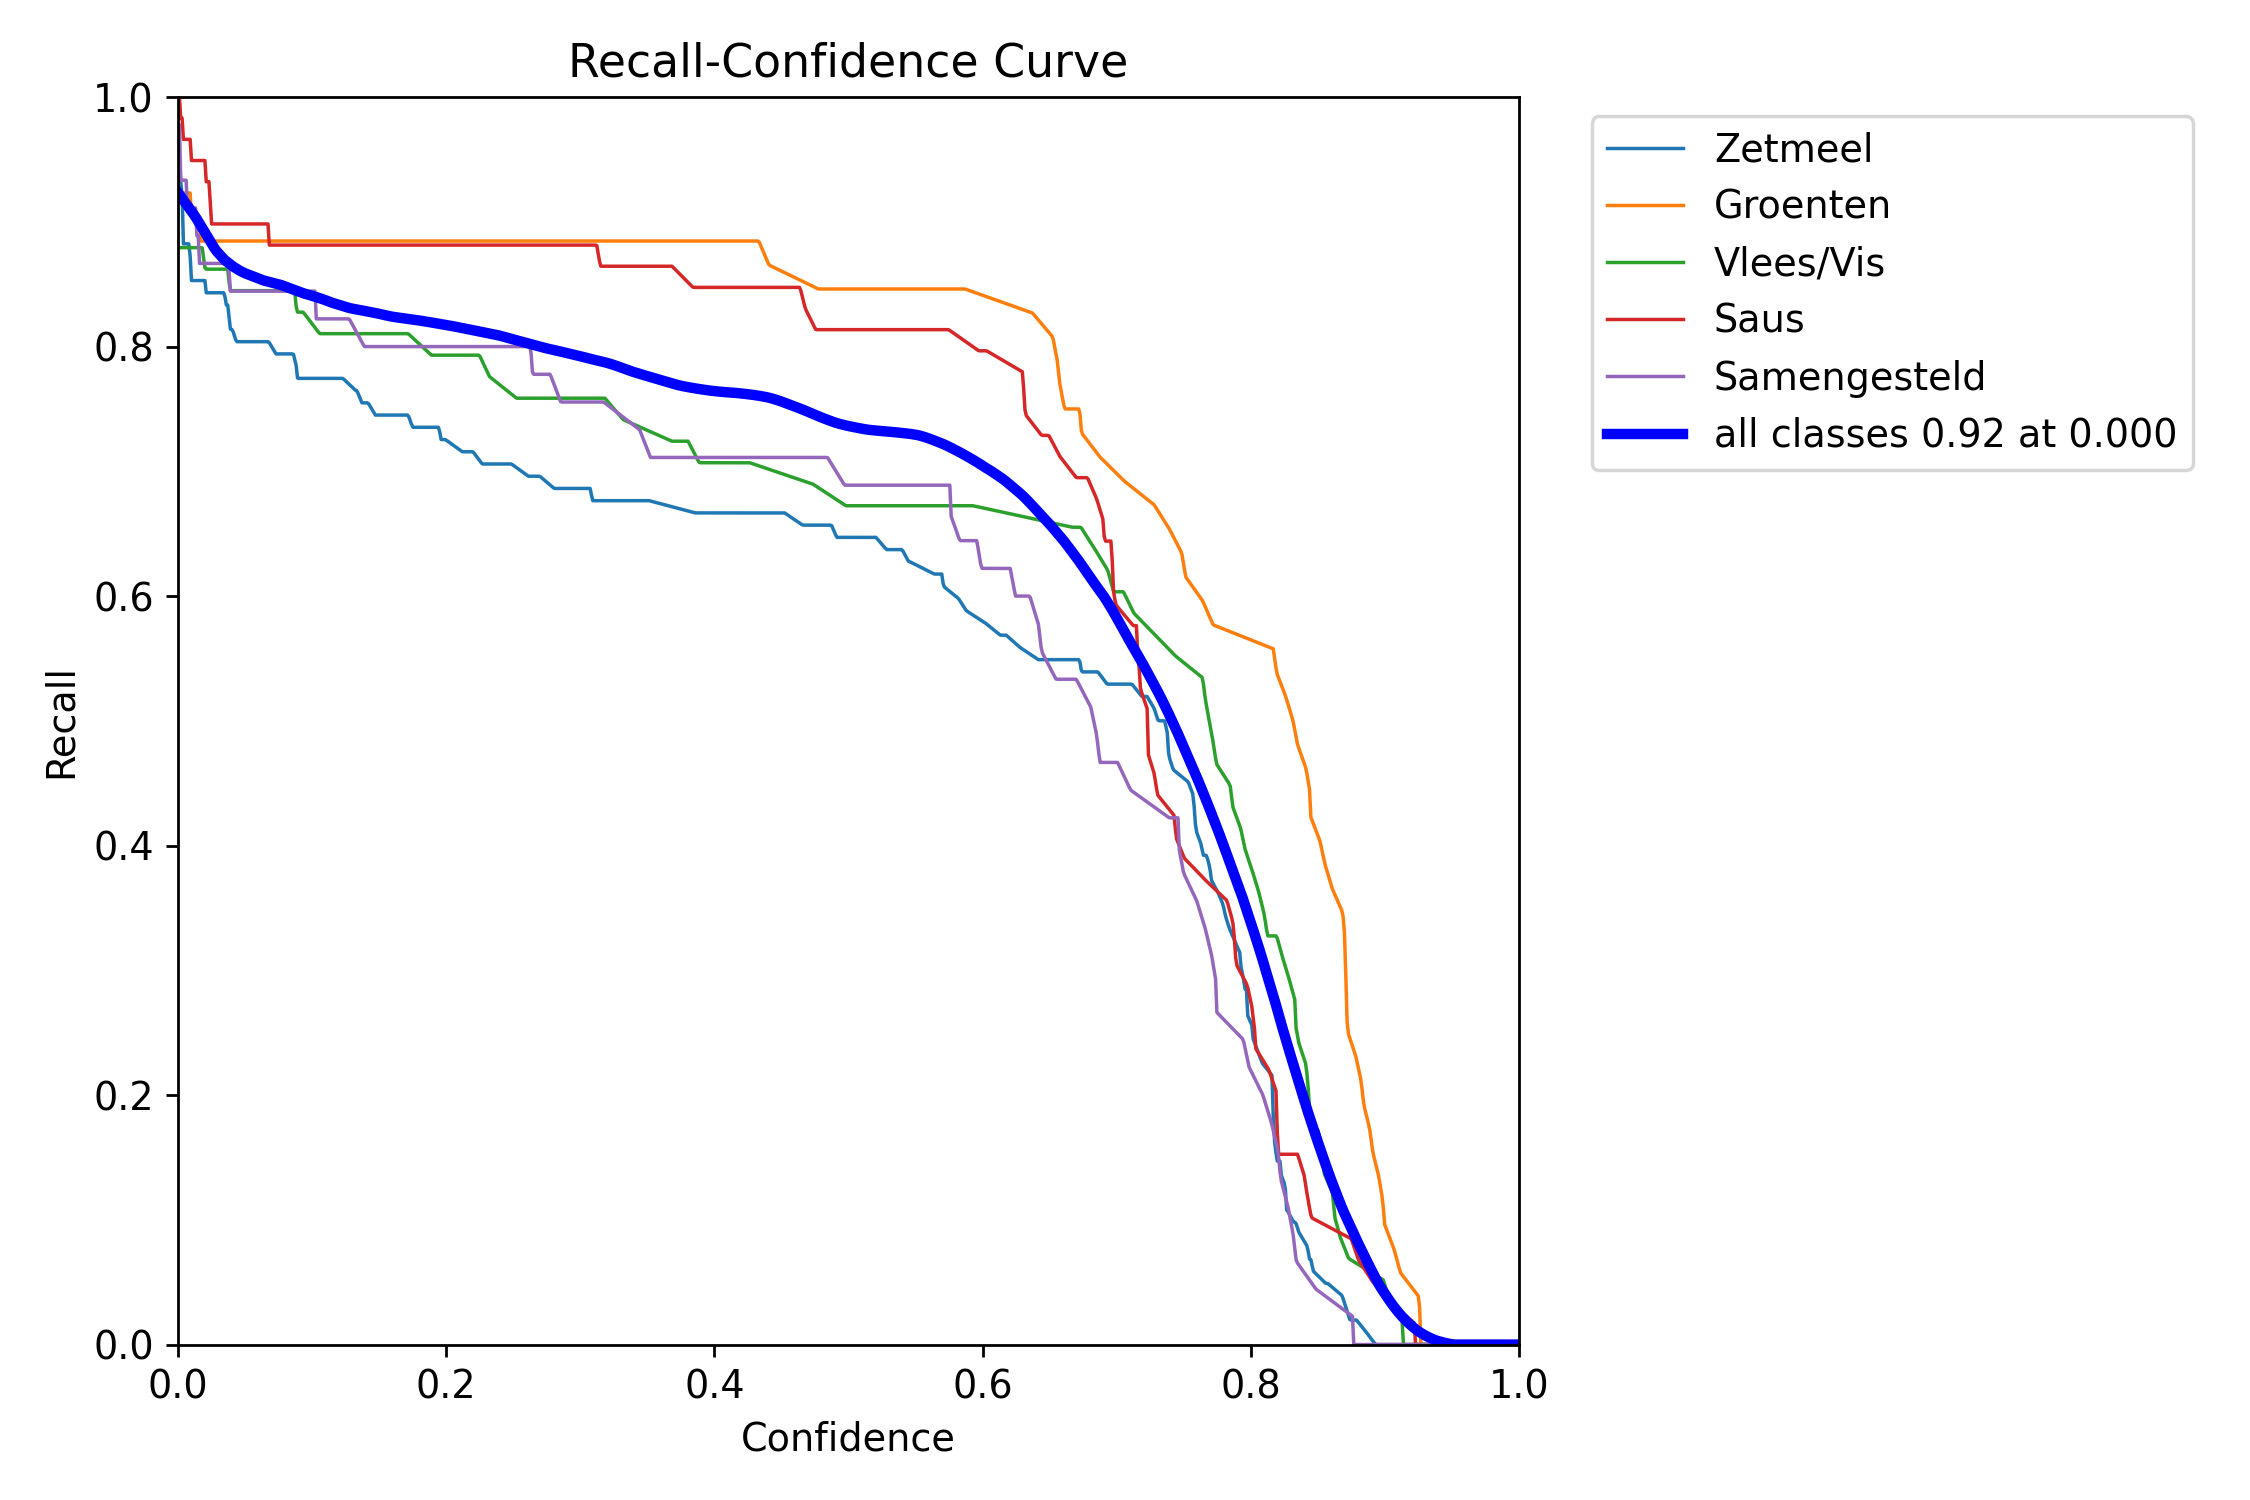 Recall-Confidence Curve
1.0
0.8
0.6
0.4
0.2
0.0
Recall
0.0 0.2 0.4 0.6 0.8 1.0
Confidence
Zetmeel
Groenten
Vlees/Vis
Saus
Samengesteld
all classes 0.92 at 0.000